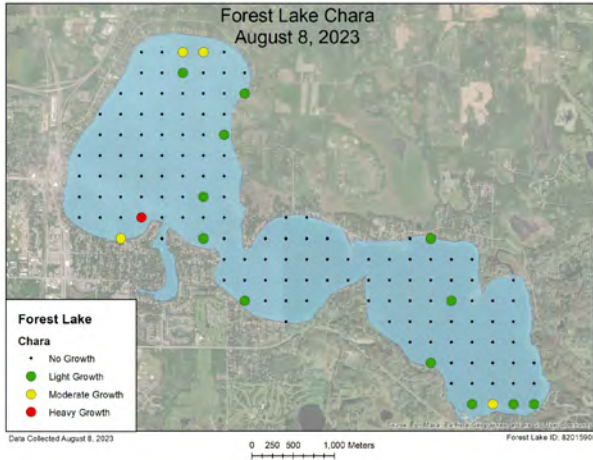 Forest Lake Chara
August 8, 2023
Forest Lake
Chara
No Growth
Light Growth
Moderate Growth
Heavy Growth
Data Collected August 8, 2023
Forest Lake ID: 8201590
0 250 500 1,000 Meters